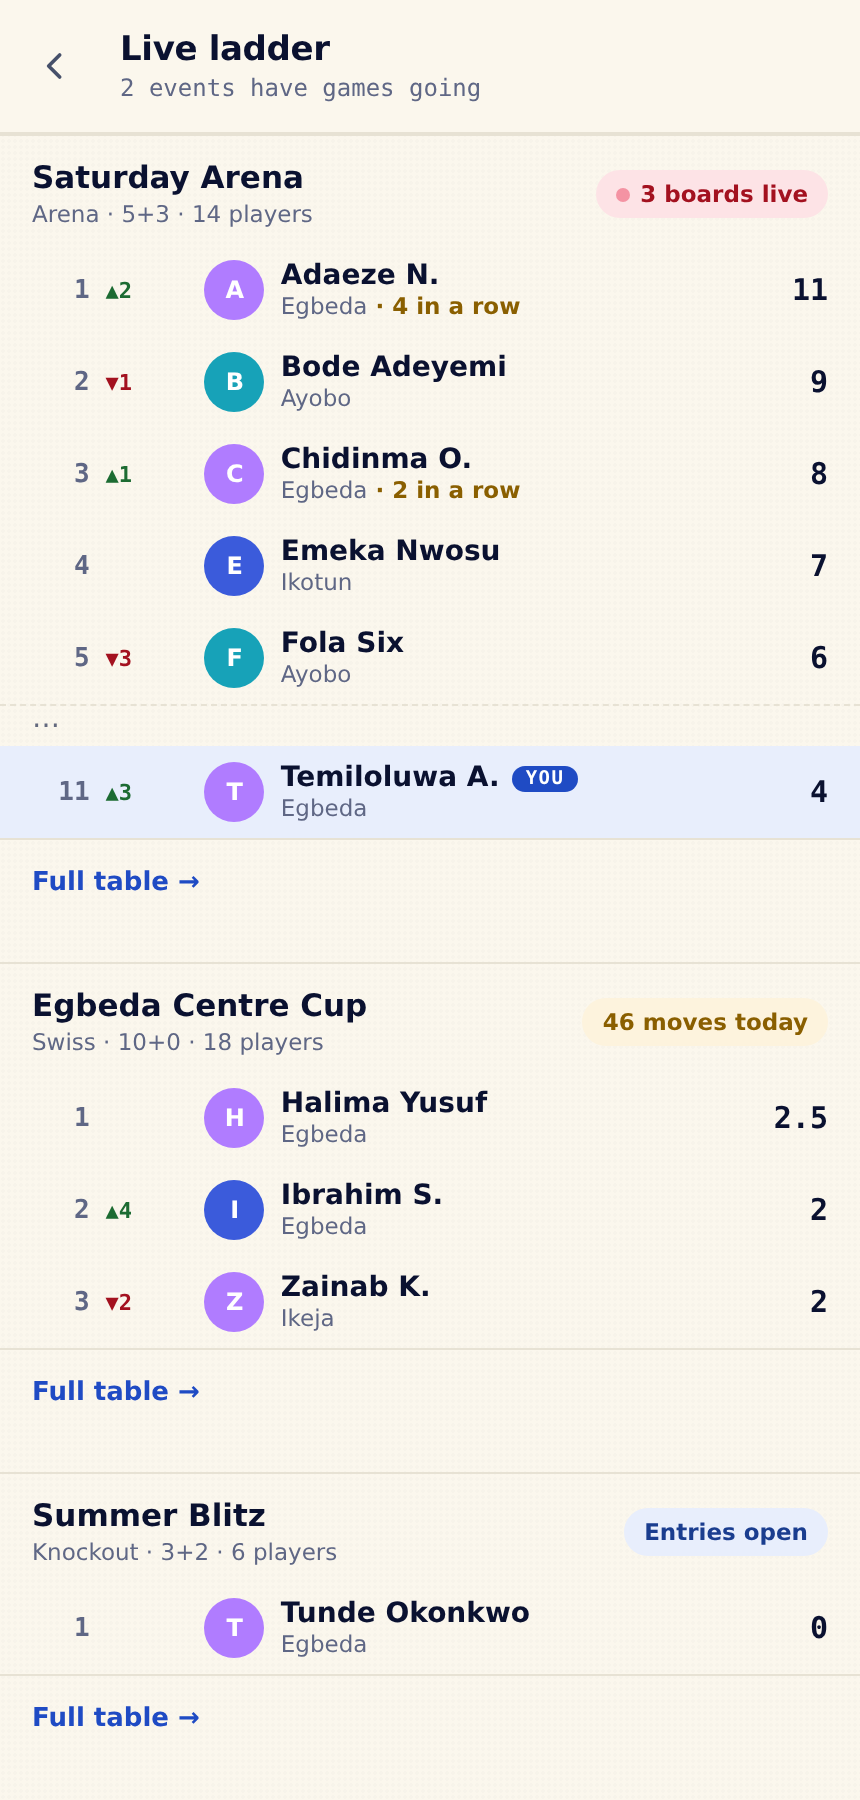 Live ladder
2 events have games going
Saturday Arena
Arena · 5+3 · 14 players
3 boards live
1 ▲2 A Adaeze N. 11
Egbeda · 4 in a row
2 ▼1 B Bode Adeyemi 9
Ayobo
3 ▲1 C Chidinma O. 8
Egbeda · 2 in a row
4 E Emeka Nwosu 7
Ikotun
5 ▼3 F Fola Six 6
Ayobo
...
11 ▲3 T Temiloluwa A. YOU 4
Egbeda
Full table →
Egbeda Centre Cup
Swiss · 10+0 · 18 players
46 moves today
1 H Halima Yusuf 2.5
Egbeda
2 ▲4 I Ibrahim S. 2
Egbeda
3 ▼2 Z Zainab K. 2
Ikeja
Full table →
Summer Blitz
Knockout · 3+2 · 6 players
Entries open
1 T Tunde Okonkwo 0
Egbeda
Full table →